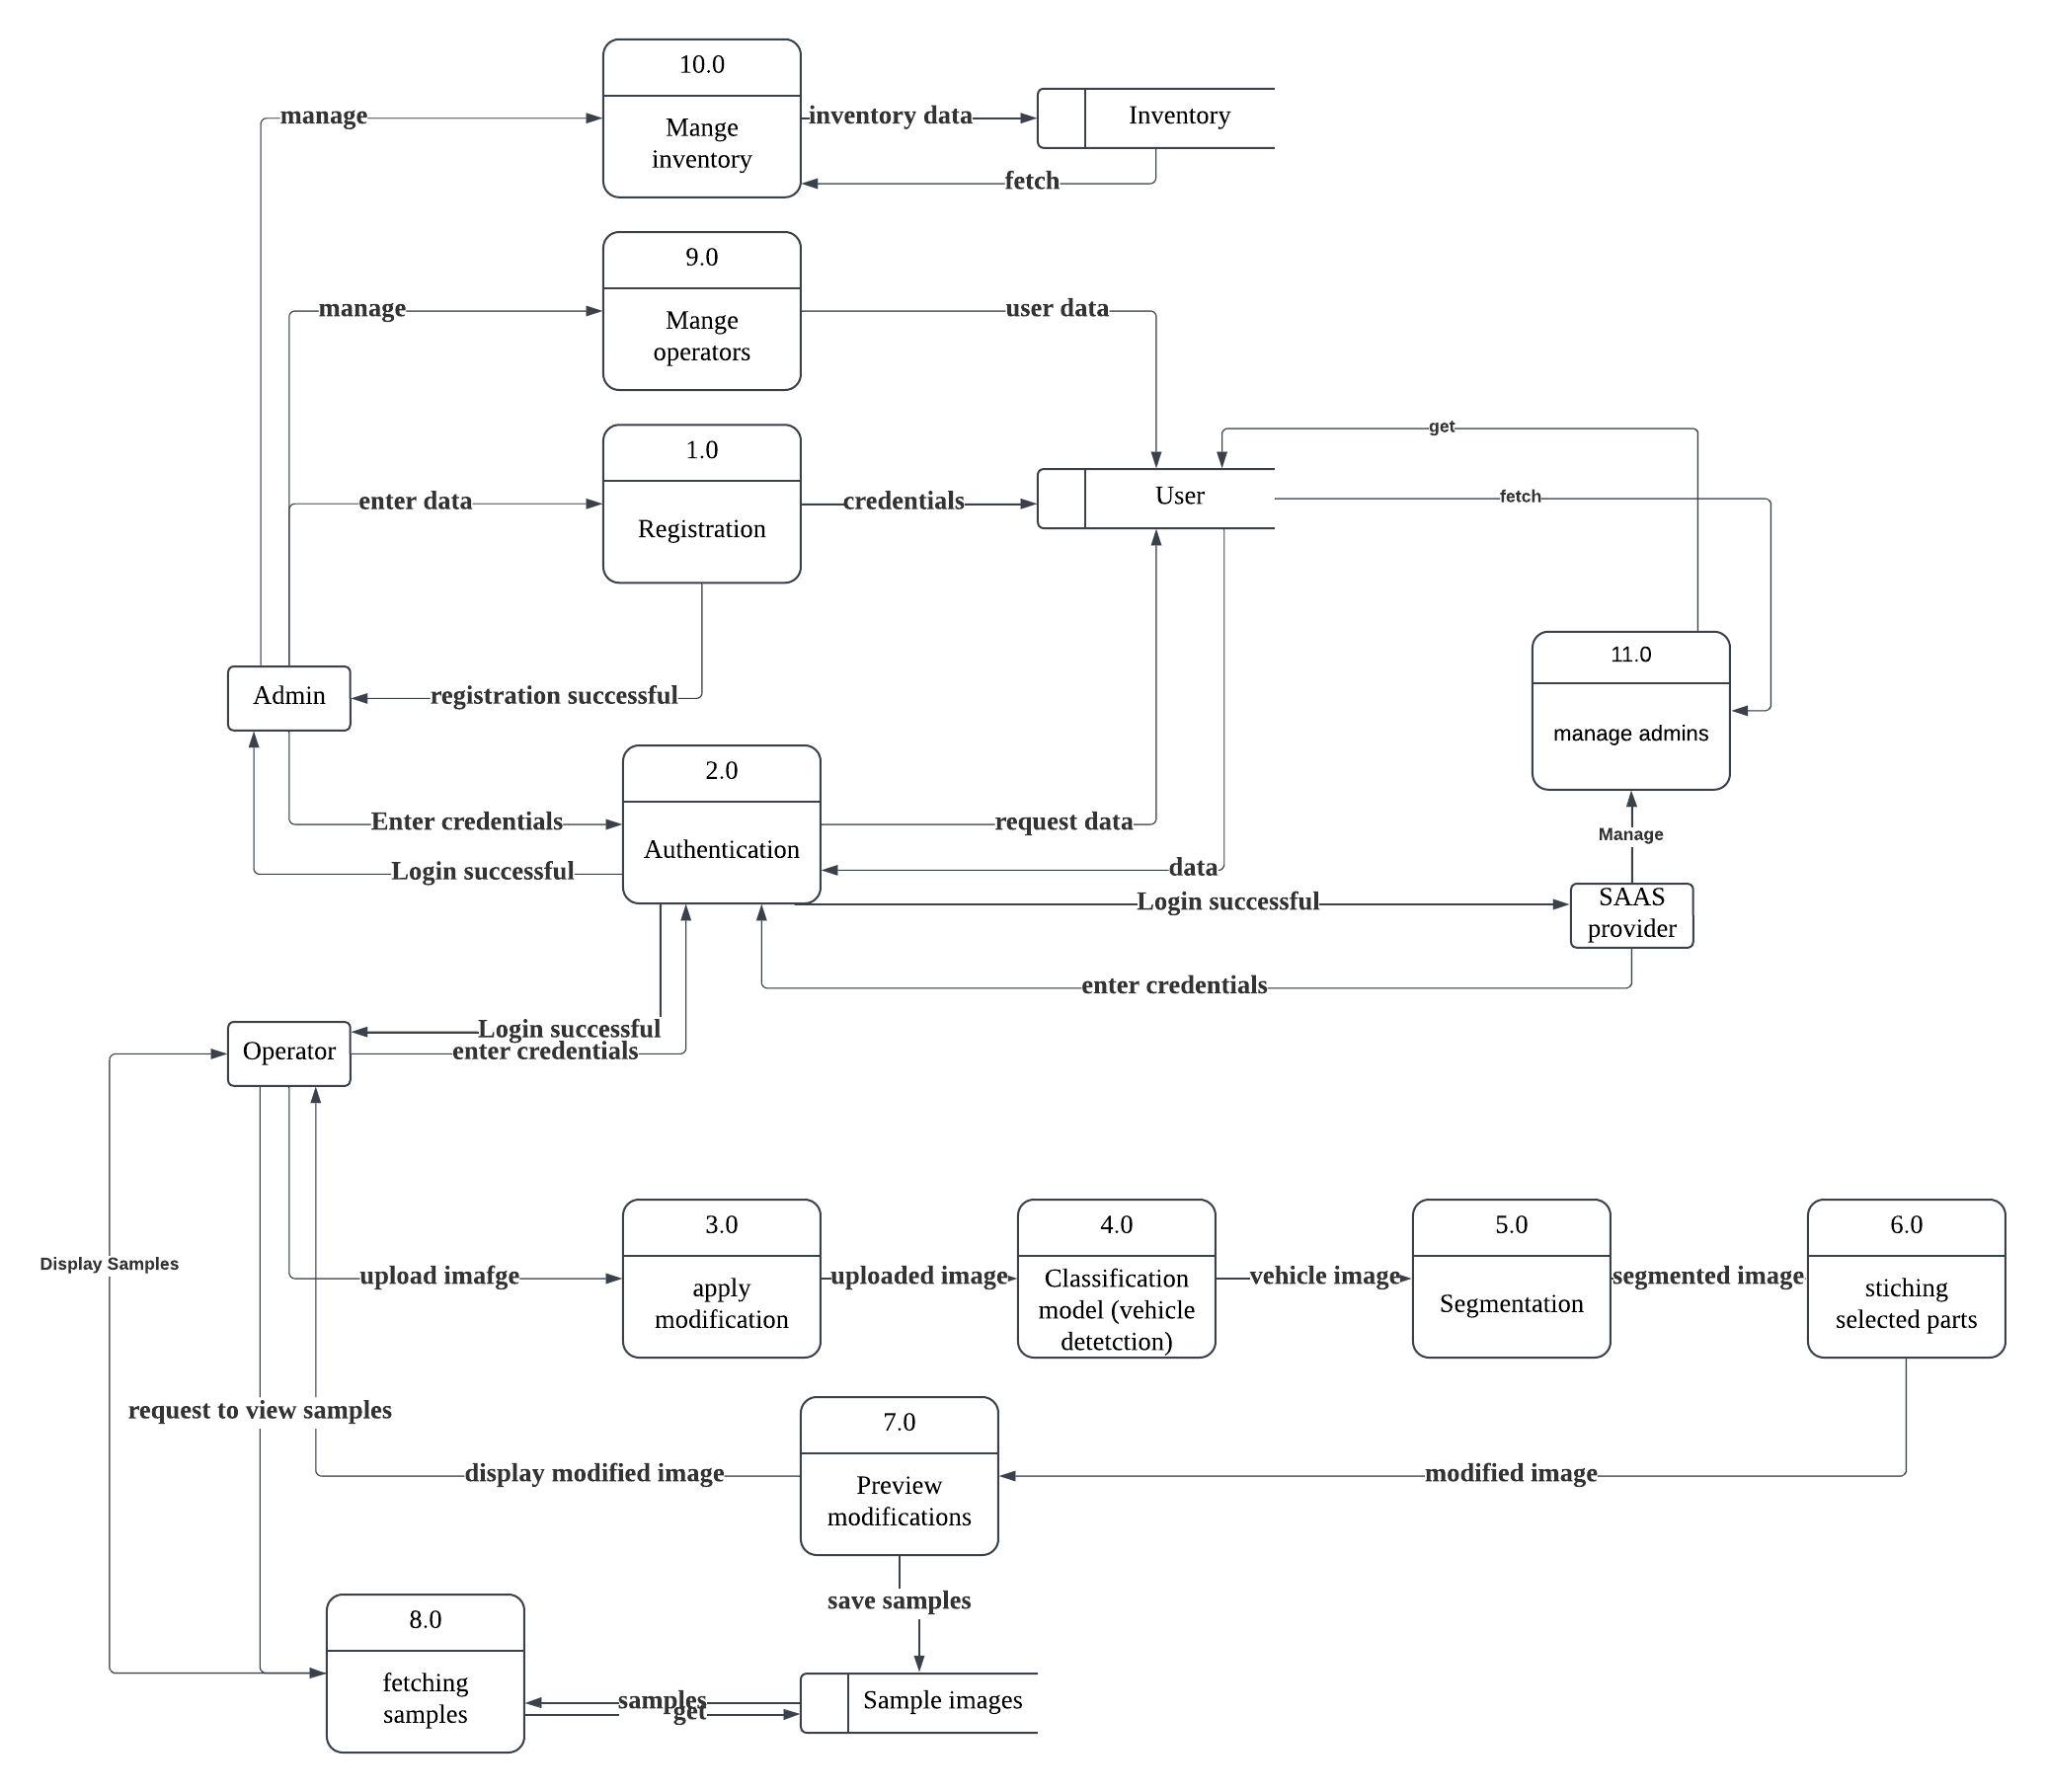 10.0
manage
Mange
inventory
inventory data
Inventory
fetch
9.0
manage
Mange
operators
user data
get
1.0
enter data
Registration
credentials
User
fetch
11.0
manage admins
Admin
registration successful
2.0
Enter credentials
Authentication
request data
Manage
Login successful
data
Login successful
SAAS
provider
enter credentials
Login successful
Operator
enter credentials
Display Samples
3.0
4.0
5.0
6.0
upload imafge
apply
modification
uploaded image
Classification
model (vehicle
detetction)
vehicle image
Segmentation
segmented image
stiching
selected parts
request to view samples
7.0
display modified image
Preview
modifications
modified image
save samples
8.0
fetching
samples
samples
get
Sample images